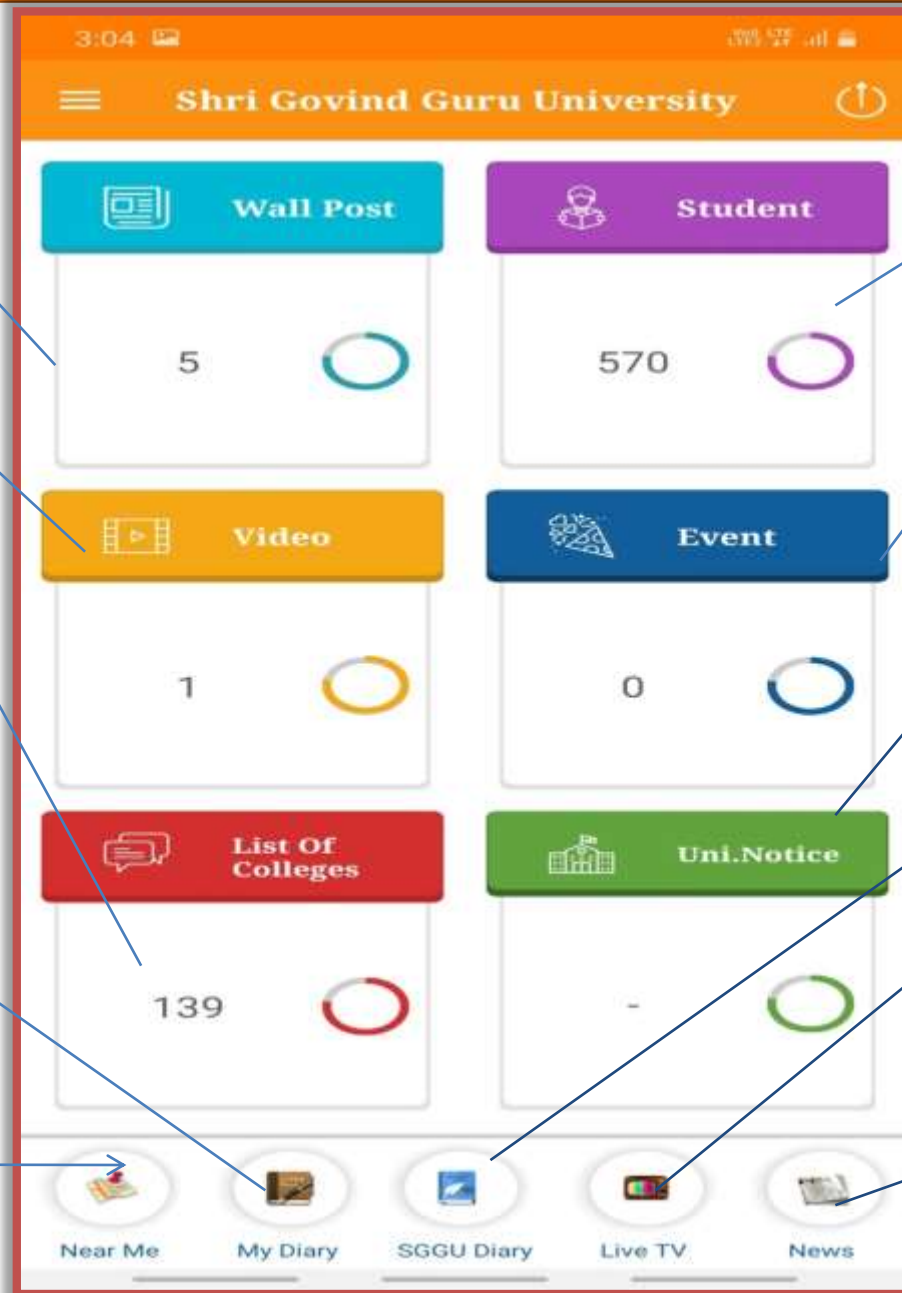 3:04
Shri Govind Guru University
Wall Post
Student
5
570
Video
Event
1
0
List Of
Colleges
Uni.Notice
139
-
Near Me
My Diary
SGGU Diary
Live TV
News